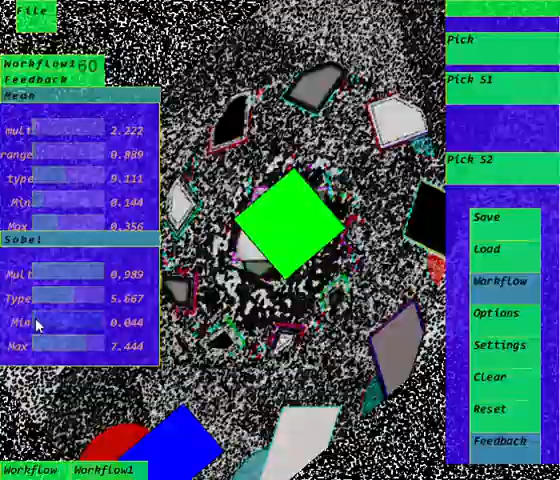 File
Workflow1 60
Feedback
Mean
mult 2.222
range 0.889
type 9.111
Min 0.144
Max 0.356
Sobel
Mult 0.989
Type 5.667
Min 0.044
Max 7.444
Workflow Workflow1
Pick
Pick S1
Pick S2
Save
Load
Workflow
Options
Settings
Clear
Reset
Feedback